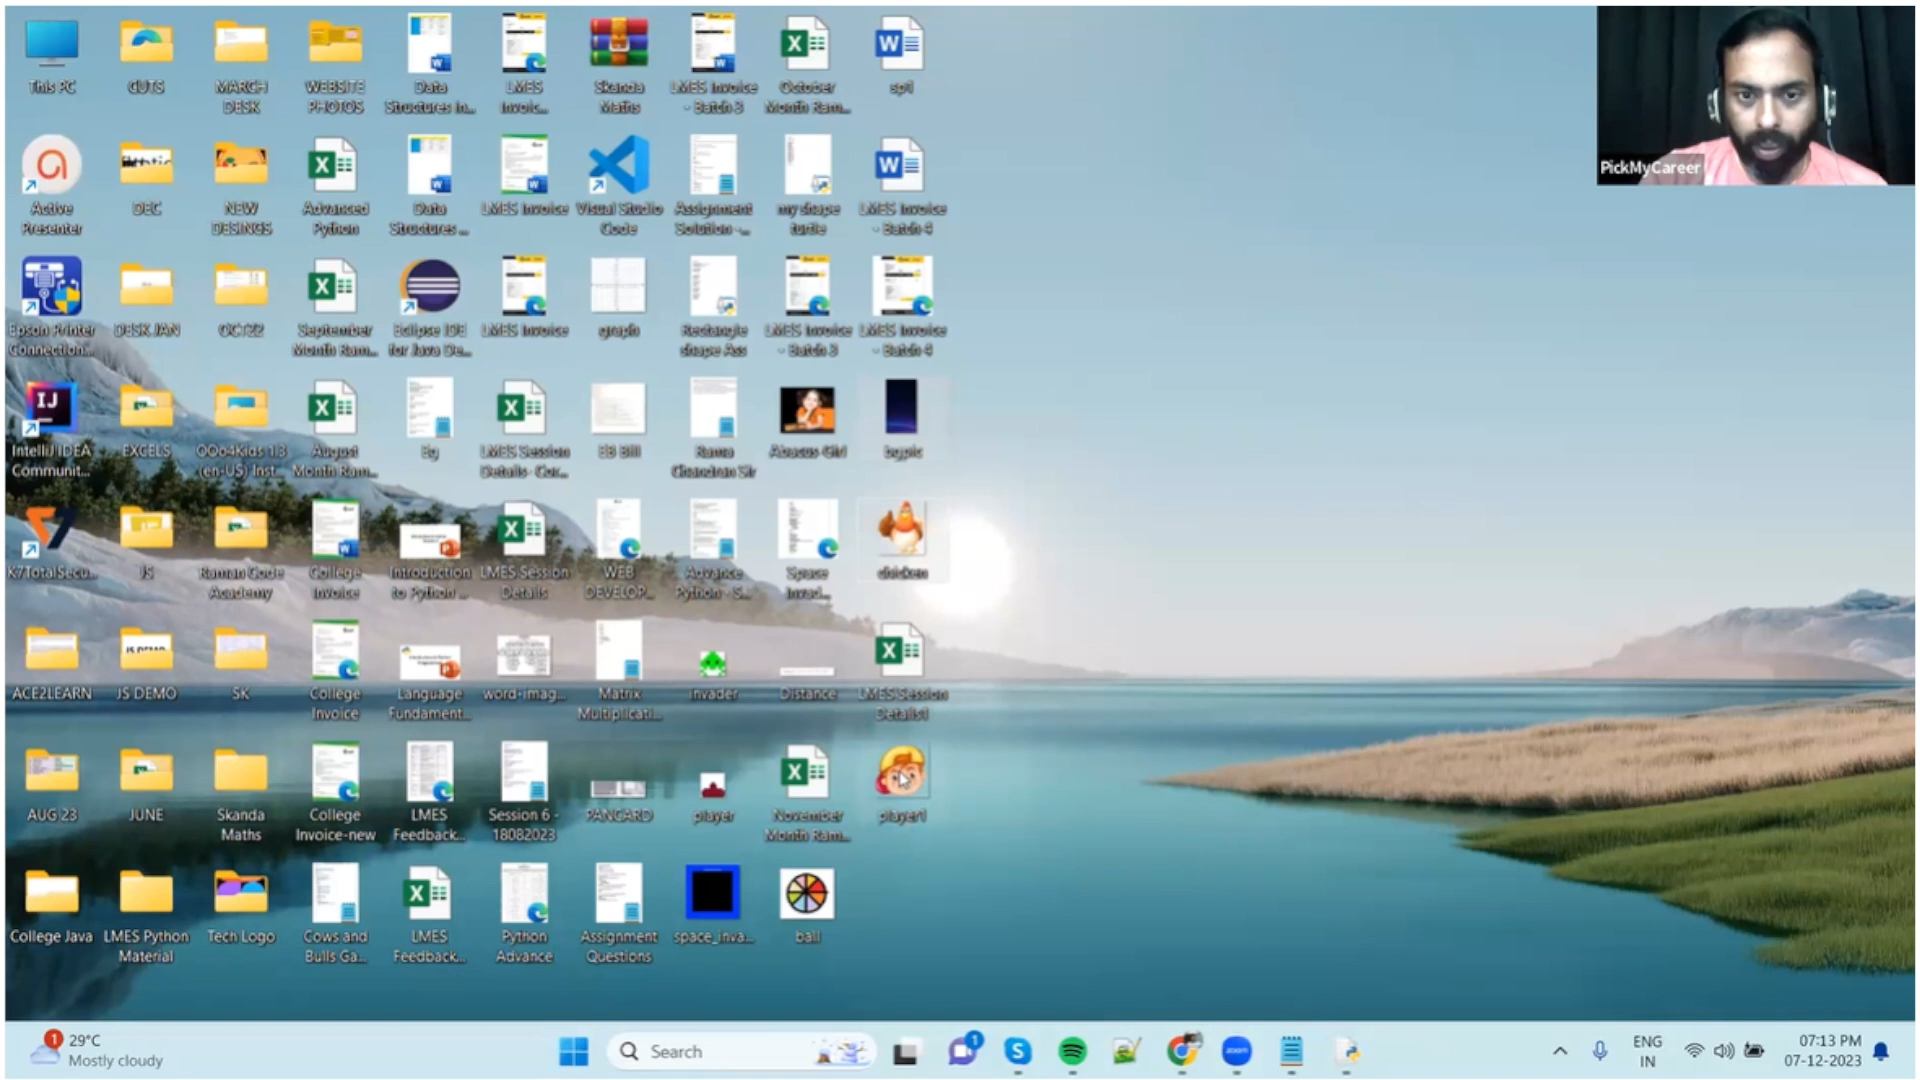 This PC
CUTS
MARCH
DESK
WEBSITE
PHOTOS
Data
Structures in...
LMES
Invoic...
Skanda
Maths
LMES Invoice
- Batch 3
October
Month Ram...
sp1
PickMyCareer
Active
Presenter
DEC
NEW
DESINGS
Advanced
Python
Data
Structures ...
LMES Invoice
Visual Studio
Code
Assignment
Solution -...
my shape
turtle
LMES Invoice
- Batch 4
Epson Printer
Connection...
DESK JAN
OCT22
September
Month Ram...
Eclipse IDE
for Java De...
LMES Invoice
graph
Rectangle
shape Ass
LMES Invoice
- Batch 3
LMES Invoice
- Batch 4
IntelliJ IDEA
Communit...
EXCELS
OOo4Kids 1.3
(en-US) Inst...
August
Month Ram...
Eg
LMES Session
Details- Cor...
EB Bill
Rama
Chandran Sir
Abacus-Girl
bgpic
K7TotalSecu...
JS
Raman Code
Academy
College
Invoice
Introduction
to Python ...
LMES Session
Details
WEB
DEVELOP...
Advance
Python - S...
Space
Invad...
chicken
ACE2LEARN
JS DEMO
SK
College
Invoice
Language
Fundament...
word-imag...
Matrix
Multiplicati...
invader
Distance
LMES Session
Details1
AUG 23
JUNE
Skanda
Maths
College
Invoice-new
LMES
Feedback...
Session 6 -
18082023
PANCARD
player
November
Month Ram...
player1
College Java
LMES Python
Material
Tech Logo
Cows and
Bulls Ga...
LMES
Feedback...
Python
Advance
Assignment
Questions
space_inva...
ball
1
29°C
Mostly cloudy
Search
1
zoom
ENG
IN
07:13 PM
07-12-2023